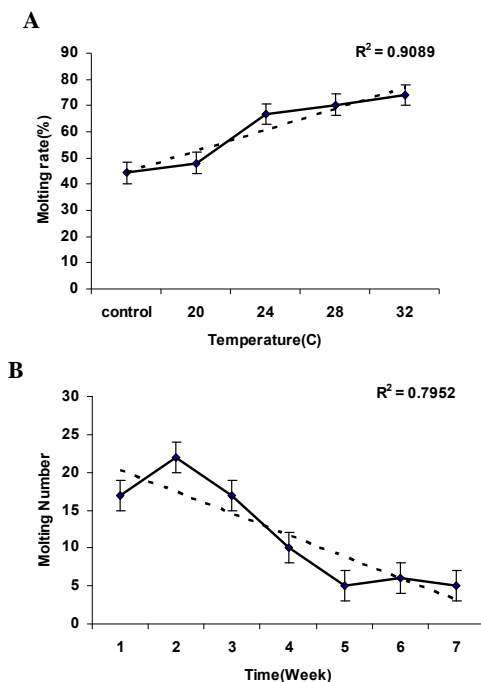 A
R² = 0.9089
90
80
70
60
50
40
30
20
10
0
Molting rate(%)
control 20 24 28 32
Temperature(C)
B
R² = 0.7952
30
25
20
15
10
5
0
Molting Number
1 2 3 4 5 6 7
Time(Week)